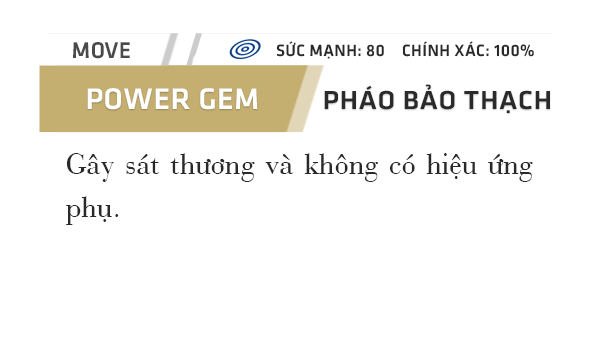 MOVE SỨC MẠNH: 80 CHÍNH XÁC: 100%
POWER GEM PHÁO BẢO THẠCH
Gây sát thương và không có hiệu ứng
phụ.